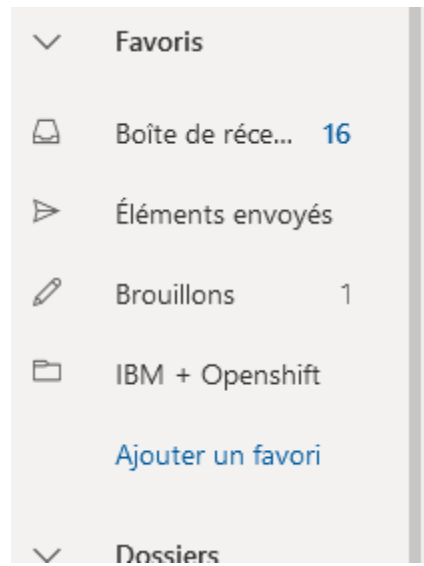 Favoris
Boîte de réce... 16
Éléments envoyés
Brouillons 1
IBM + Openshift
Ajouter un favori
Dossiers